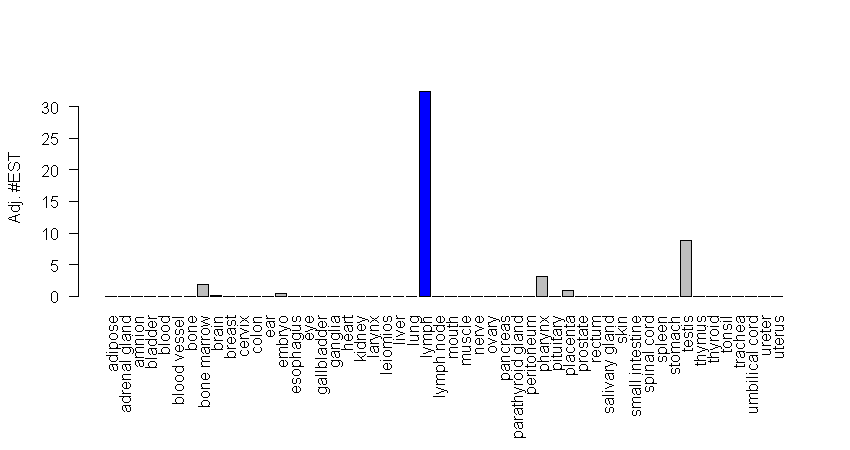 Adj. #EST
30
25
20
15
10
5
0
adipose
adrenal gland
amnion
bladder
blood
blood vessel
bone
bone marrow
brain
breast
cervix
colon
ear
embryo
esophagus
eye
gallbladder
ganglia
heart
kidney
larynx
leiomios
liver
lung
lymph
lymph node
mouth
muscle
nerve
ovary
pancreas
parathyroid gland
peritoneum
pharynx
pituitary
placenta
prostate
rectum
salivary gland
skin
small intestine
spinal cord
spleen
stomach
testis
thymus
thyroid
tonsil
trachea
umbilical cord
ureter
uterus